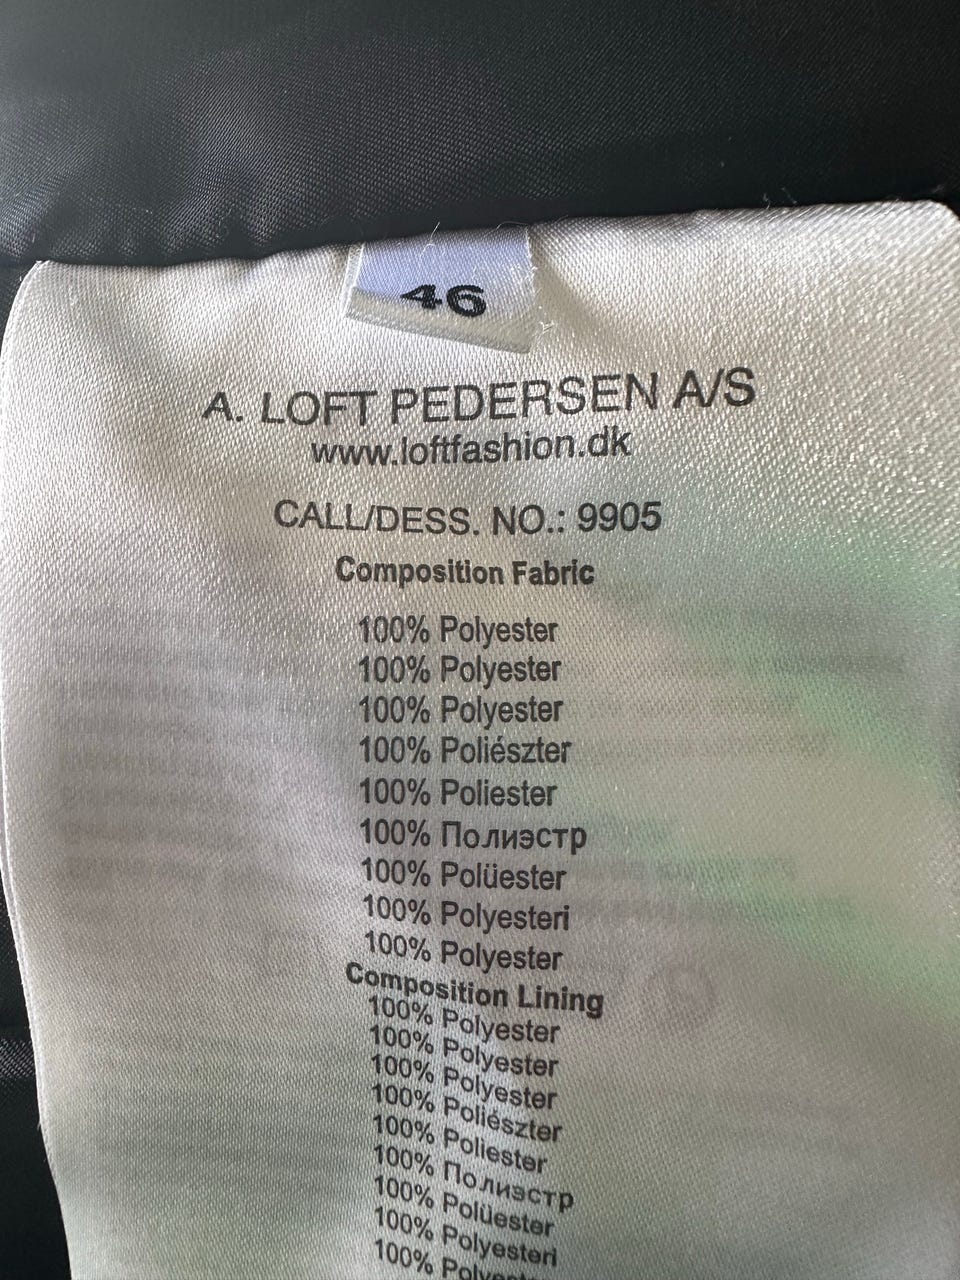 46
A. LOFT PEDERSEN A/S
www.loftfashion.dk
CALL/DESS. NO.: 9905
Composition Fabric
100% Polyester
100% Polyester
100% Polyester
100% Poliészter
100% Poliester
100% Полиэстр
100% Polüester
100% Polyesteri
100% Polyester
Composition Lining
100% Polyester
100% Polyester
100% Polyester
100% Poliészter
100% Poliester
100% Полиэстр
100% Polüester
100% Polyesteri
100%